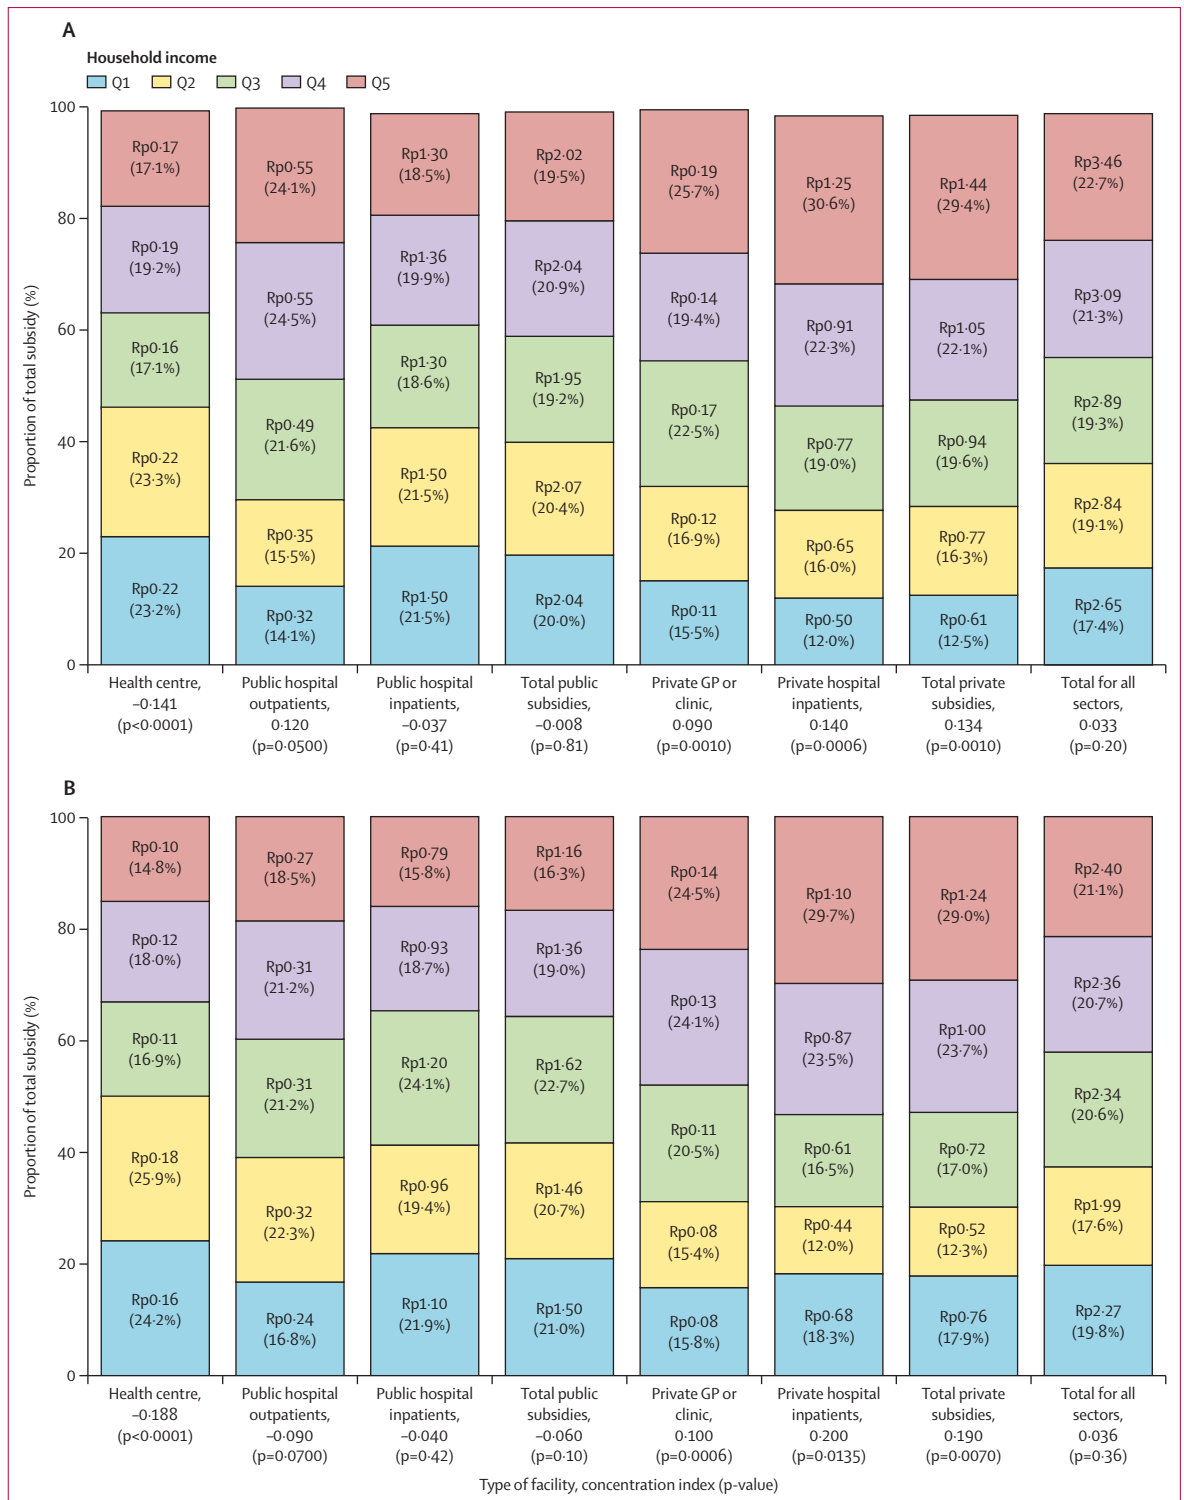 A
Household income
Q1 Q2 Q3 Q4 Q5
Proportion of total subsidy (%)
100
80
60
40
20
0
Rp0·17
(17·1%)
Rp0·19
(19·2%)
Rp0·16
(17·1%)
Rp0·22
(23·3%)
Rp0·22
(23·2%)
Health centre,
–0·141
(p<0·0001)
Rp0·55
(24·1%)
Rp0·55
(24·5%)
Rp0·49
(21·6%)
Rp0·35
(15·5%)
Rp0·32
(14·1%)
Public hospital
outpatients,
0·120
(p=0·0500)
Rp1·30
(18·5%)
Rp1·36
(19·9%)
Rp1·30
(18·6%)
Rp1·50
(21·5%)
Rp1·50
(21·5%)
Public hospital
inpatients,
–0·037
(p=0·41)
Rp2·02
(19·5%)
Rp2·04
(20·9%)
Rp1·95
(19·2%)
Rp2·07
(20·4%)
Rp2·04
(20·0%)
Total public
subsidies,
–0·008
(p=0·81)
Rp0·19
(25·7%)
Rp0·14
(19·4%)
Rp0·17
(22·5%)
Rp0·12
(16·9%)
Rp0·11
(15·5%)
Private GP or
clinic,
0·090
(p=0·0010)
Rp1·25
(30·6%)
Rp0·91
(22·3%)
Rp0·77
(19·0%)
Rp0·65
(16·0%)
Rp0·50
(12·0%)
Private hospital
inpatients,
0·140
(p=0·0006)
Rp1·44
(29·4%)
Rp1·05
(22·1%)
Rp0·94
(19·6%)
Rp0·77
(16·3%)
Rp0·61
(12·5%)
Total private
subsidies,
0·134
(p=0·0010)
Rp3·46
(22·7%)
Rp3·09
(21·3%)
Rp2·89
(19·3%)
Rp2·84
(19·1%)
Rp2·65
(17·4%)
Total for all
sectors,
0·033
(p=0·20)
B
Proportion of total subsidy (%)
100
80
60
40
20
0
Rp0·10
(14·8%)
Rp0·12
(18·0%)
Rp0·11
(16·9%)
Rp0·18
(25·9%)
Rp0·16
(24·2%)
Health centre,
–0·188
(p<0·0001)
Rp0·27
(18·5%)
Rp0·31
(21·2%)
Rp0·31
(21·2%)
Rp0·32
(22·3%)
Rp0·24
(16·8%)
Public hospital
outpatients,
–0·090
(p=0·0700)
Rp0·79
(15·8%)
Rp0·93
(18·7%)
Rp1·20
(24·1%)
Rp0·96
(19·4%)
Rp1·10
(21·9%)
Public hospital
inpatients,
–0·040
(p=0·42)
Rp1·16
(16·3%)
Rp1·36
(19·0%)
Rp1·62
(22·7%)
Rp1·46
(20·7%)
Rp1·50
(21·0%)
Total public
subsidies,
–0·060
(p=0·10)
Rp0·14
(24·5%)
Rp0·13
(24·1%)
Rp0·11
(20·5%)
Rp0·08
(15·4%)
Rp0·08
(15·8%)
Private GP or
clinic,
0·100
(p=0·0006)
Rp1·10
(29·7%)
Rp0·87
(23·5%)
Rp0·61
(16·5%)
Rp0·44
(12·0%)
Rp0·68
(18·3%)
Private hospital
inpatients,
0·200
(p=0·0135)
Rp1·24
(29·0%)
Rp1·00
(23·7%)
Rp0·72
(17·0%)
Rp0·52
(12·3%)
Rp0·76
(17·9%)
Total private
subsidies,
0·190
(p=0·0070)
Rp2·40
(21·1%)
Rp2·36
(20·7%)
Rp2·34
(20·6%)
Rp1·99
(17·6%)
Rp2·27
(19·8%)
Total for all
sectors,
0·036
(p=0·36)
Type of facility, concentration index (p-value)